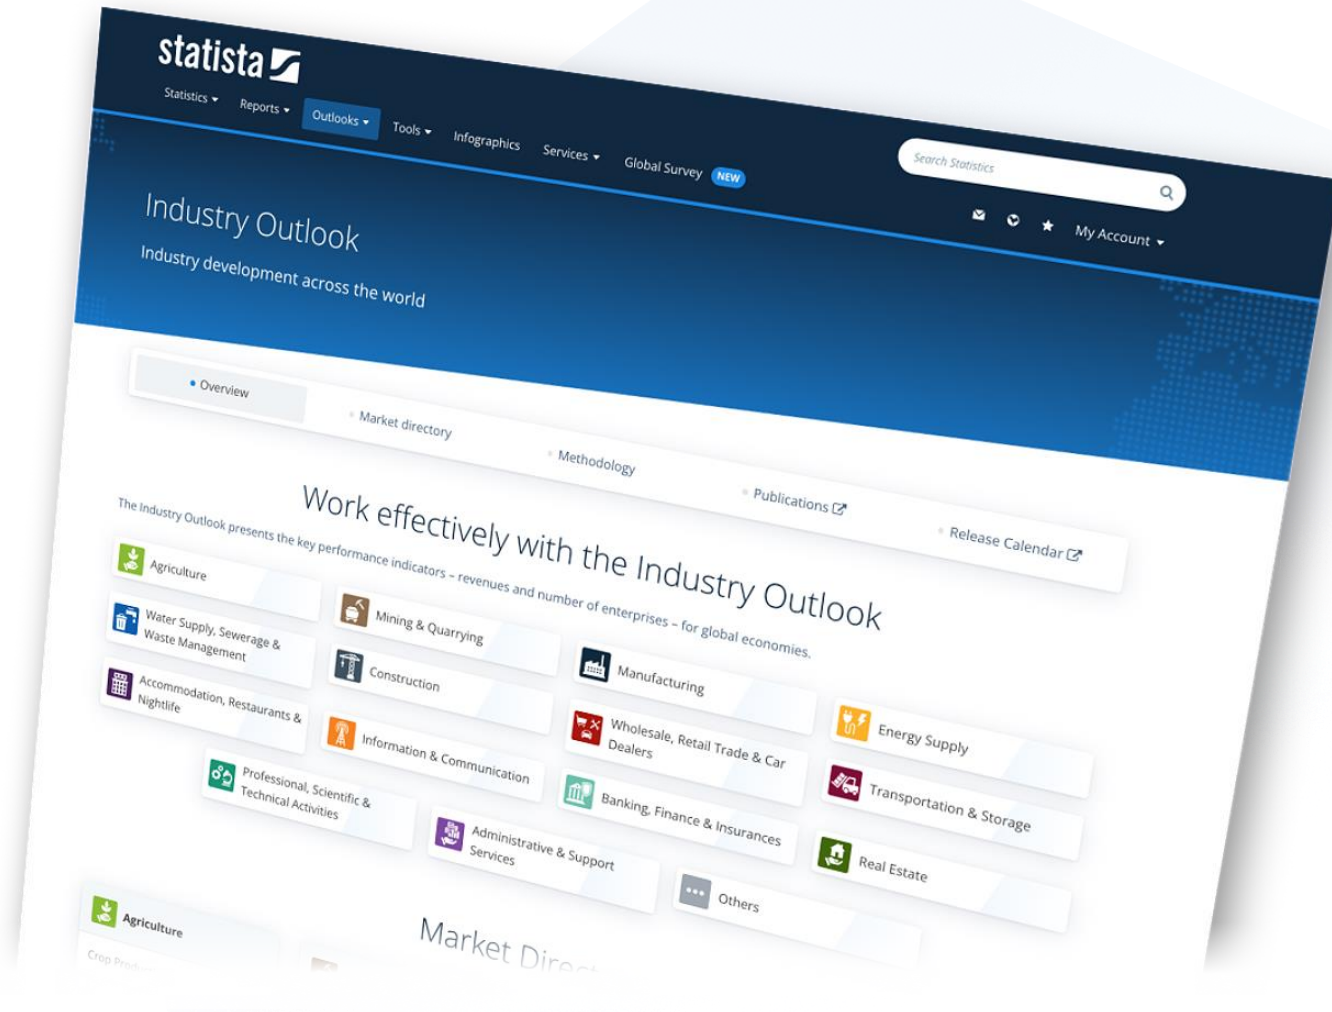 statista
Statistics
Reports
Outlooks
Tools
Infographics
Services
Global Survey NEW
Search Statistics
My Account
Industry Outlook
Industry development across the world
Overview
Market directory
Methodology
Publications
Release Calendar
Work effectively with the Industry Outlook
The Industry Outlook presents the key performance indicators – revenues and number of enterprises – for global economies.
Agriculture
Mining & Quarrying
Manufacturing
Energy Supply
Water Supply, Sewerage &
Waste Management
Construction
Wholesale, Retail Trade & Car
Dealers
Transportation & Storage
Accommodation, Restaurants &
Nightlife
Information & Communication
Banking, Finance & Insurances
Real Estate
Professional, Scientific &
Technical Activities
Administrative & Support
Services
Others
Market
Agriculture
Crop